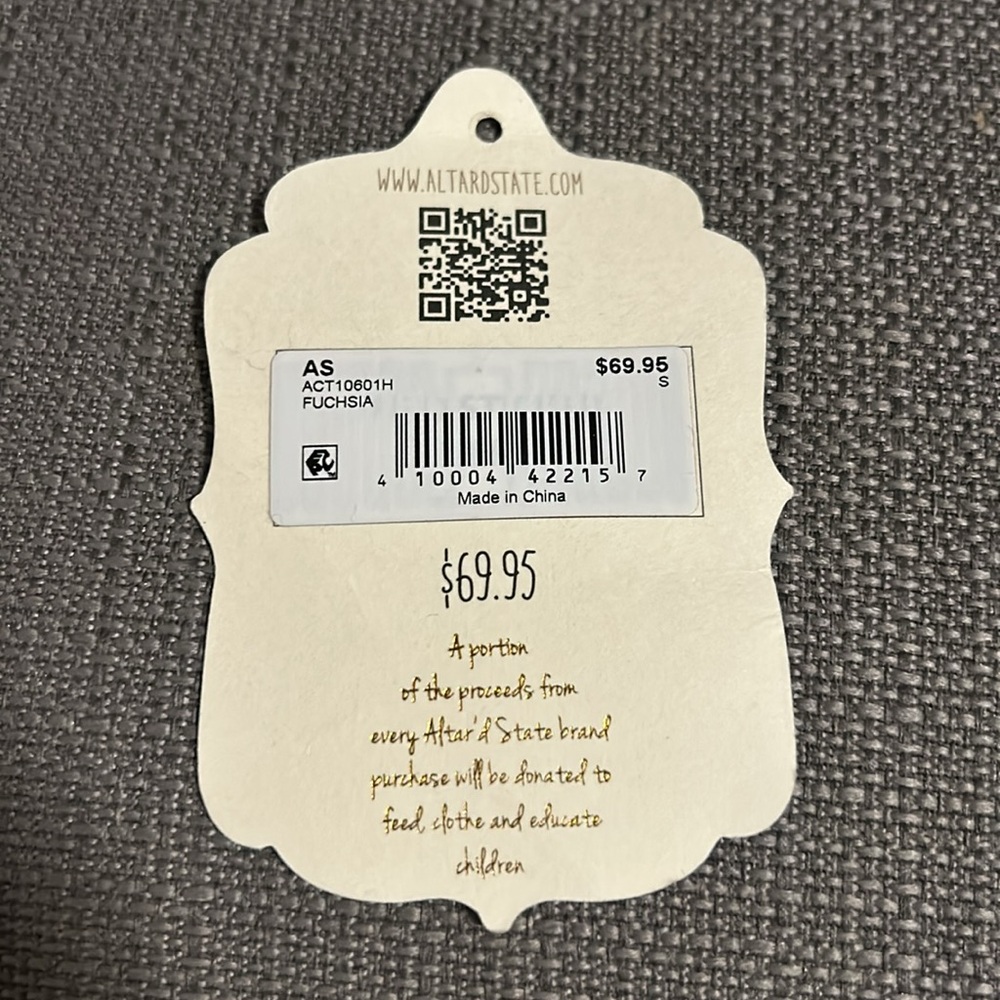 WWW.ALTARDSTATE.COM
AS $69.95
ACT10601H S
FUCHSIA
4 10004 42215 7
Made in China
$69.95
A portion
of the proceeds from
every Altar'd State brand
purchase will be donated to
feed, clothe and educate
children